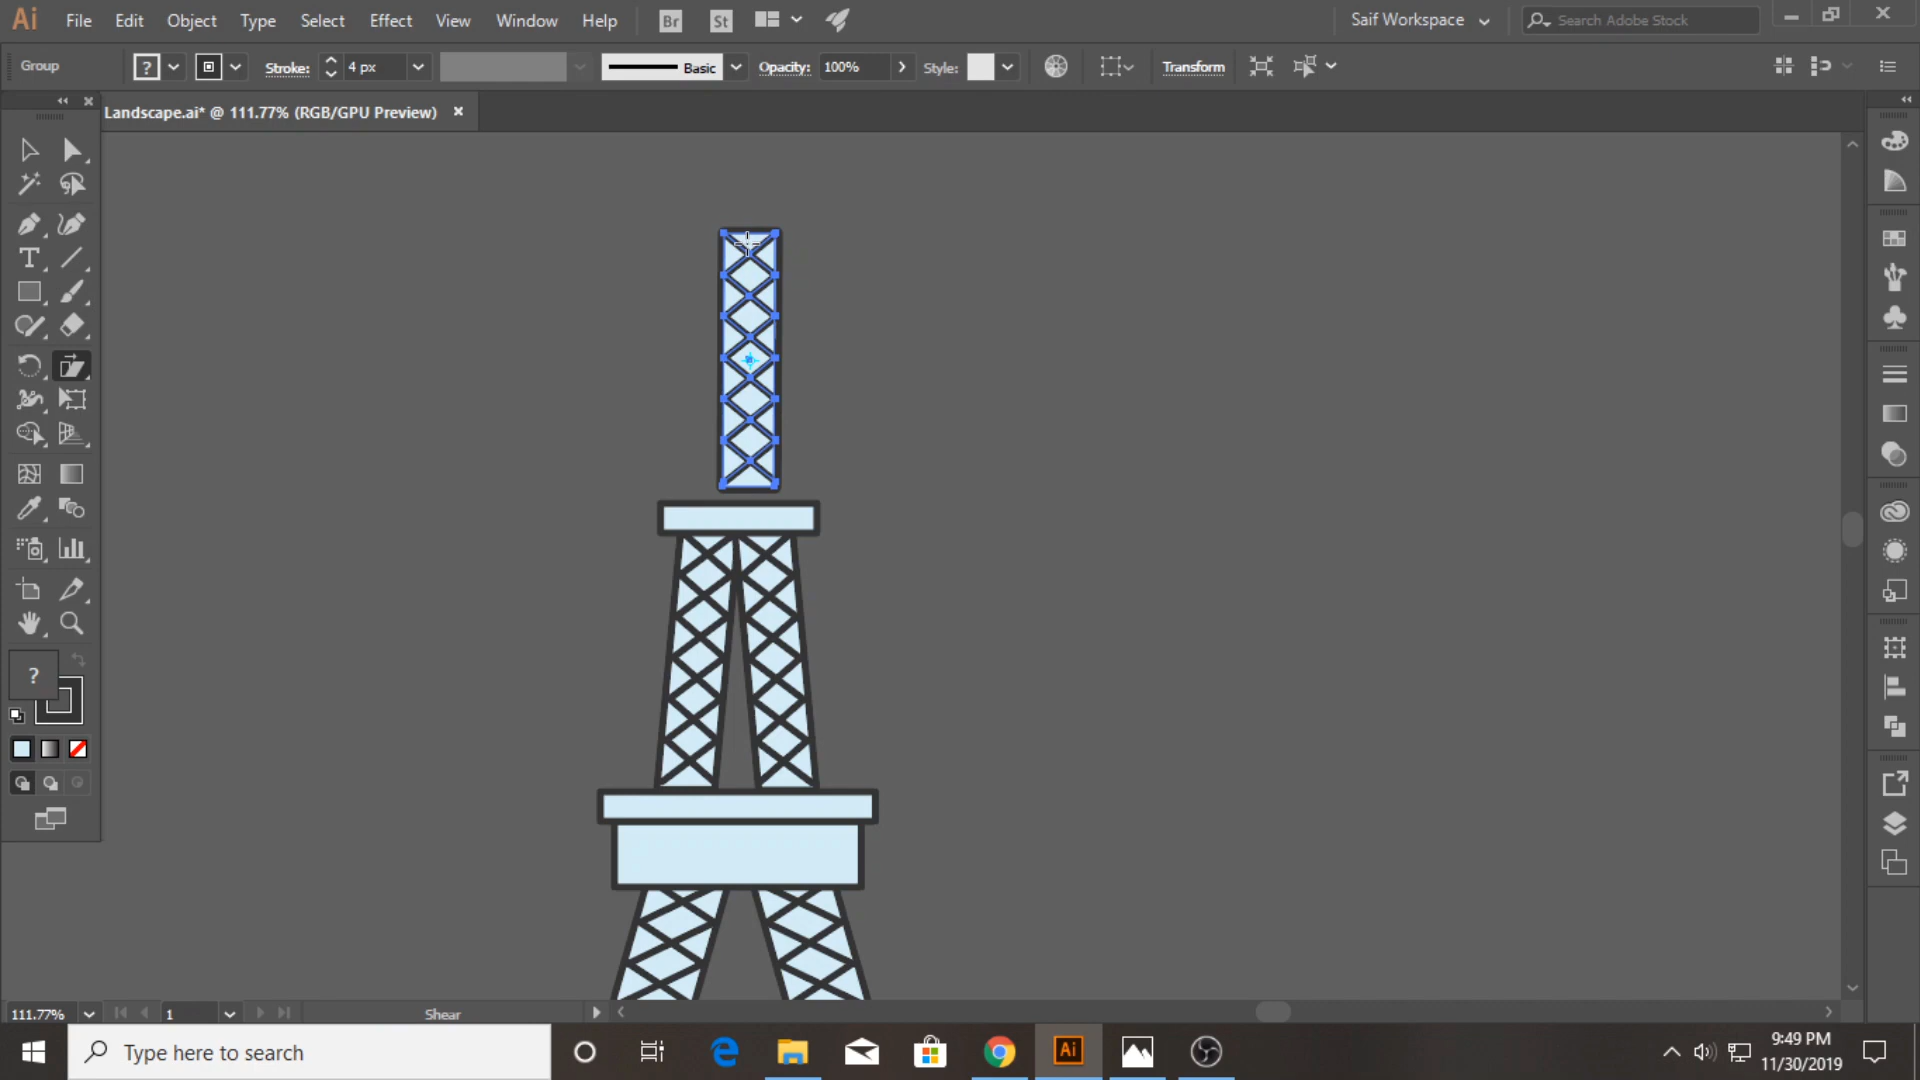 Ai File Edit Object Type Select Effect View Window Help Br St Saif Workspace Search Adobe Stock
Group ? Stroke: 4 px Basic Opacity: 100% Style: Transform
Landscape.ai* @ 111.77% (RGB/GPU Preview) ×
T
?
111.77% 1 Shear
Type here to search Ai 9:49 PM
11/30/2019